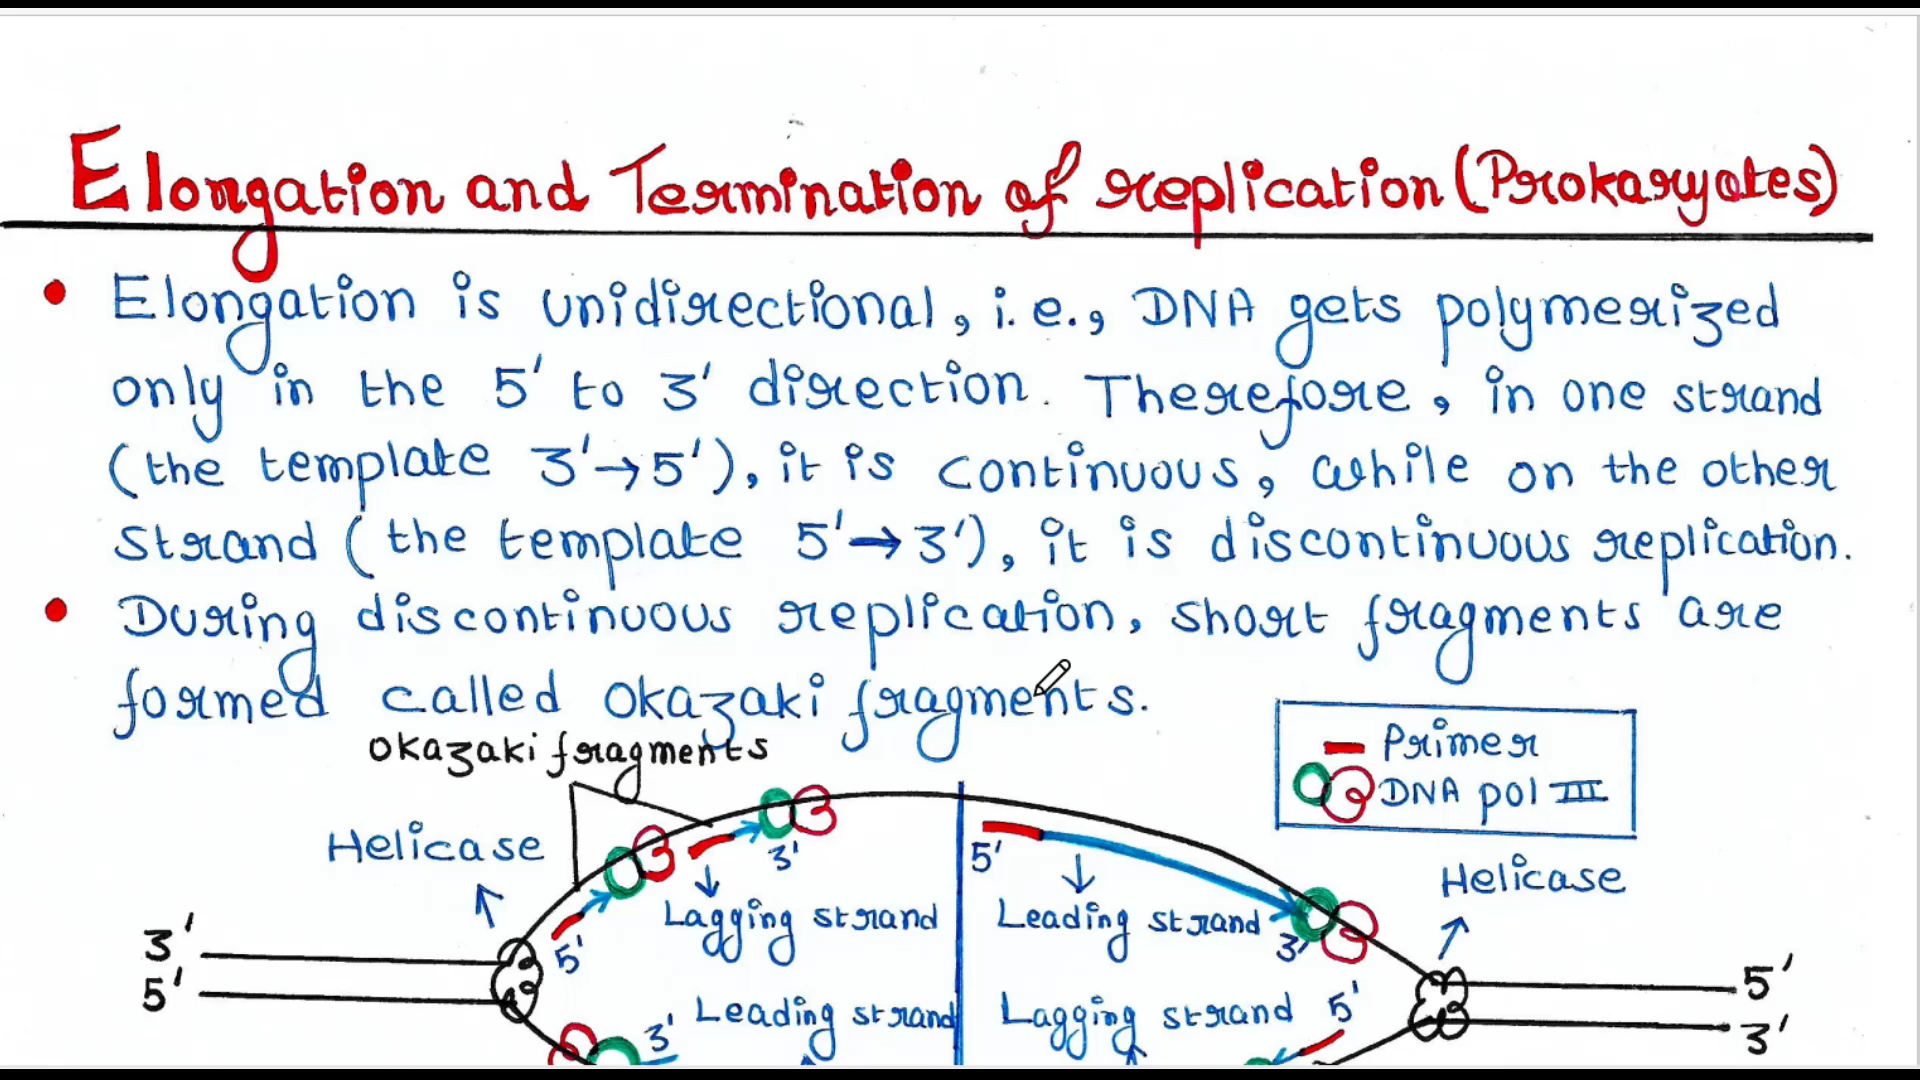 Elongation and Termination of replication (Prokaryotes)
• Elongation is unidirectional, i.e., DNA gets polymerized
only in the 5' to 3' direction. Therefore, in one strand
(the template 3'→5'), it is continuous, while on the other
strand (the template 5'→3'), it is discontinuous replication.
• During discontinuous replication, short fragments are
formed called Okazaki fragments.
Okazaki fragments
Primer
DNA pol III
Helicase
3'
5'
Helicase
Lagging strand
Leading strand
5'
3'
3'
5'
5'
3'
3'
Leading strand
Lagging strand
5'